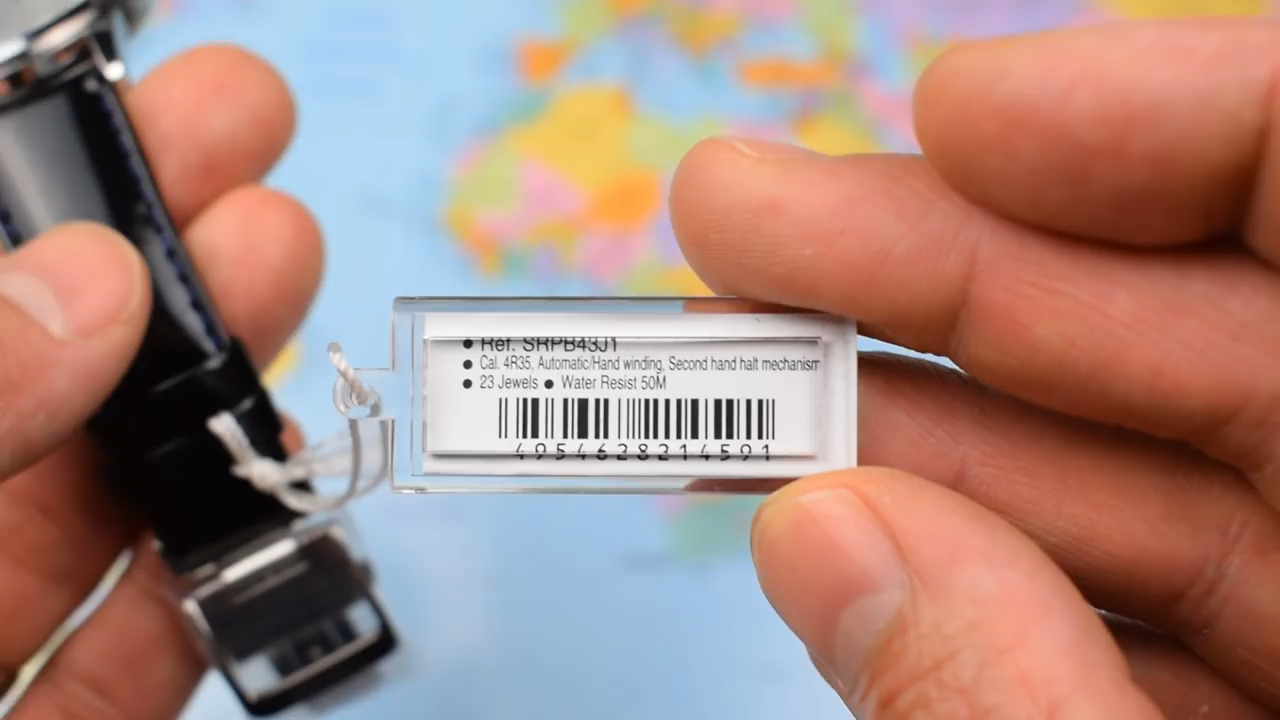 ● Ref. SRPB43J1
● Cal. 4R35, Automatic/Hand winding, Second hand halt mechanism
● 23 Jewels ● Water Resist 50M
4954628214591